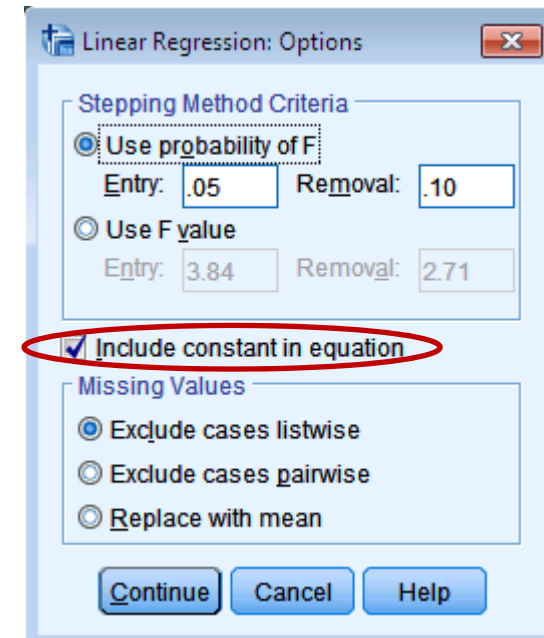 Linear Regression: Options
Stepping Method Criteria
Use probability of F
Entry: .05 Removal: .10
Use F value
Entry: 3.84 Removal: 2.71
Include constant in equation
Missing Values
Exclude cases listwise
Exclude cases pairwise
Replace with mean
Continue Cancel Help